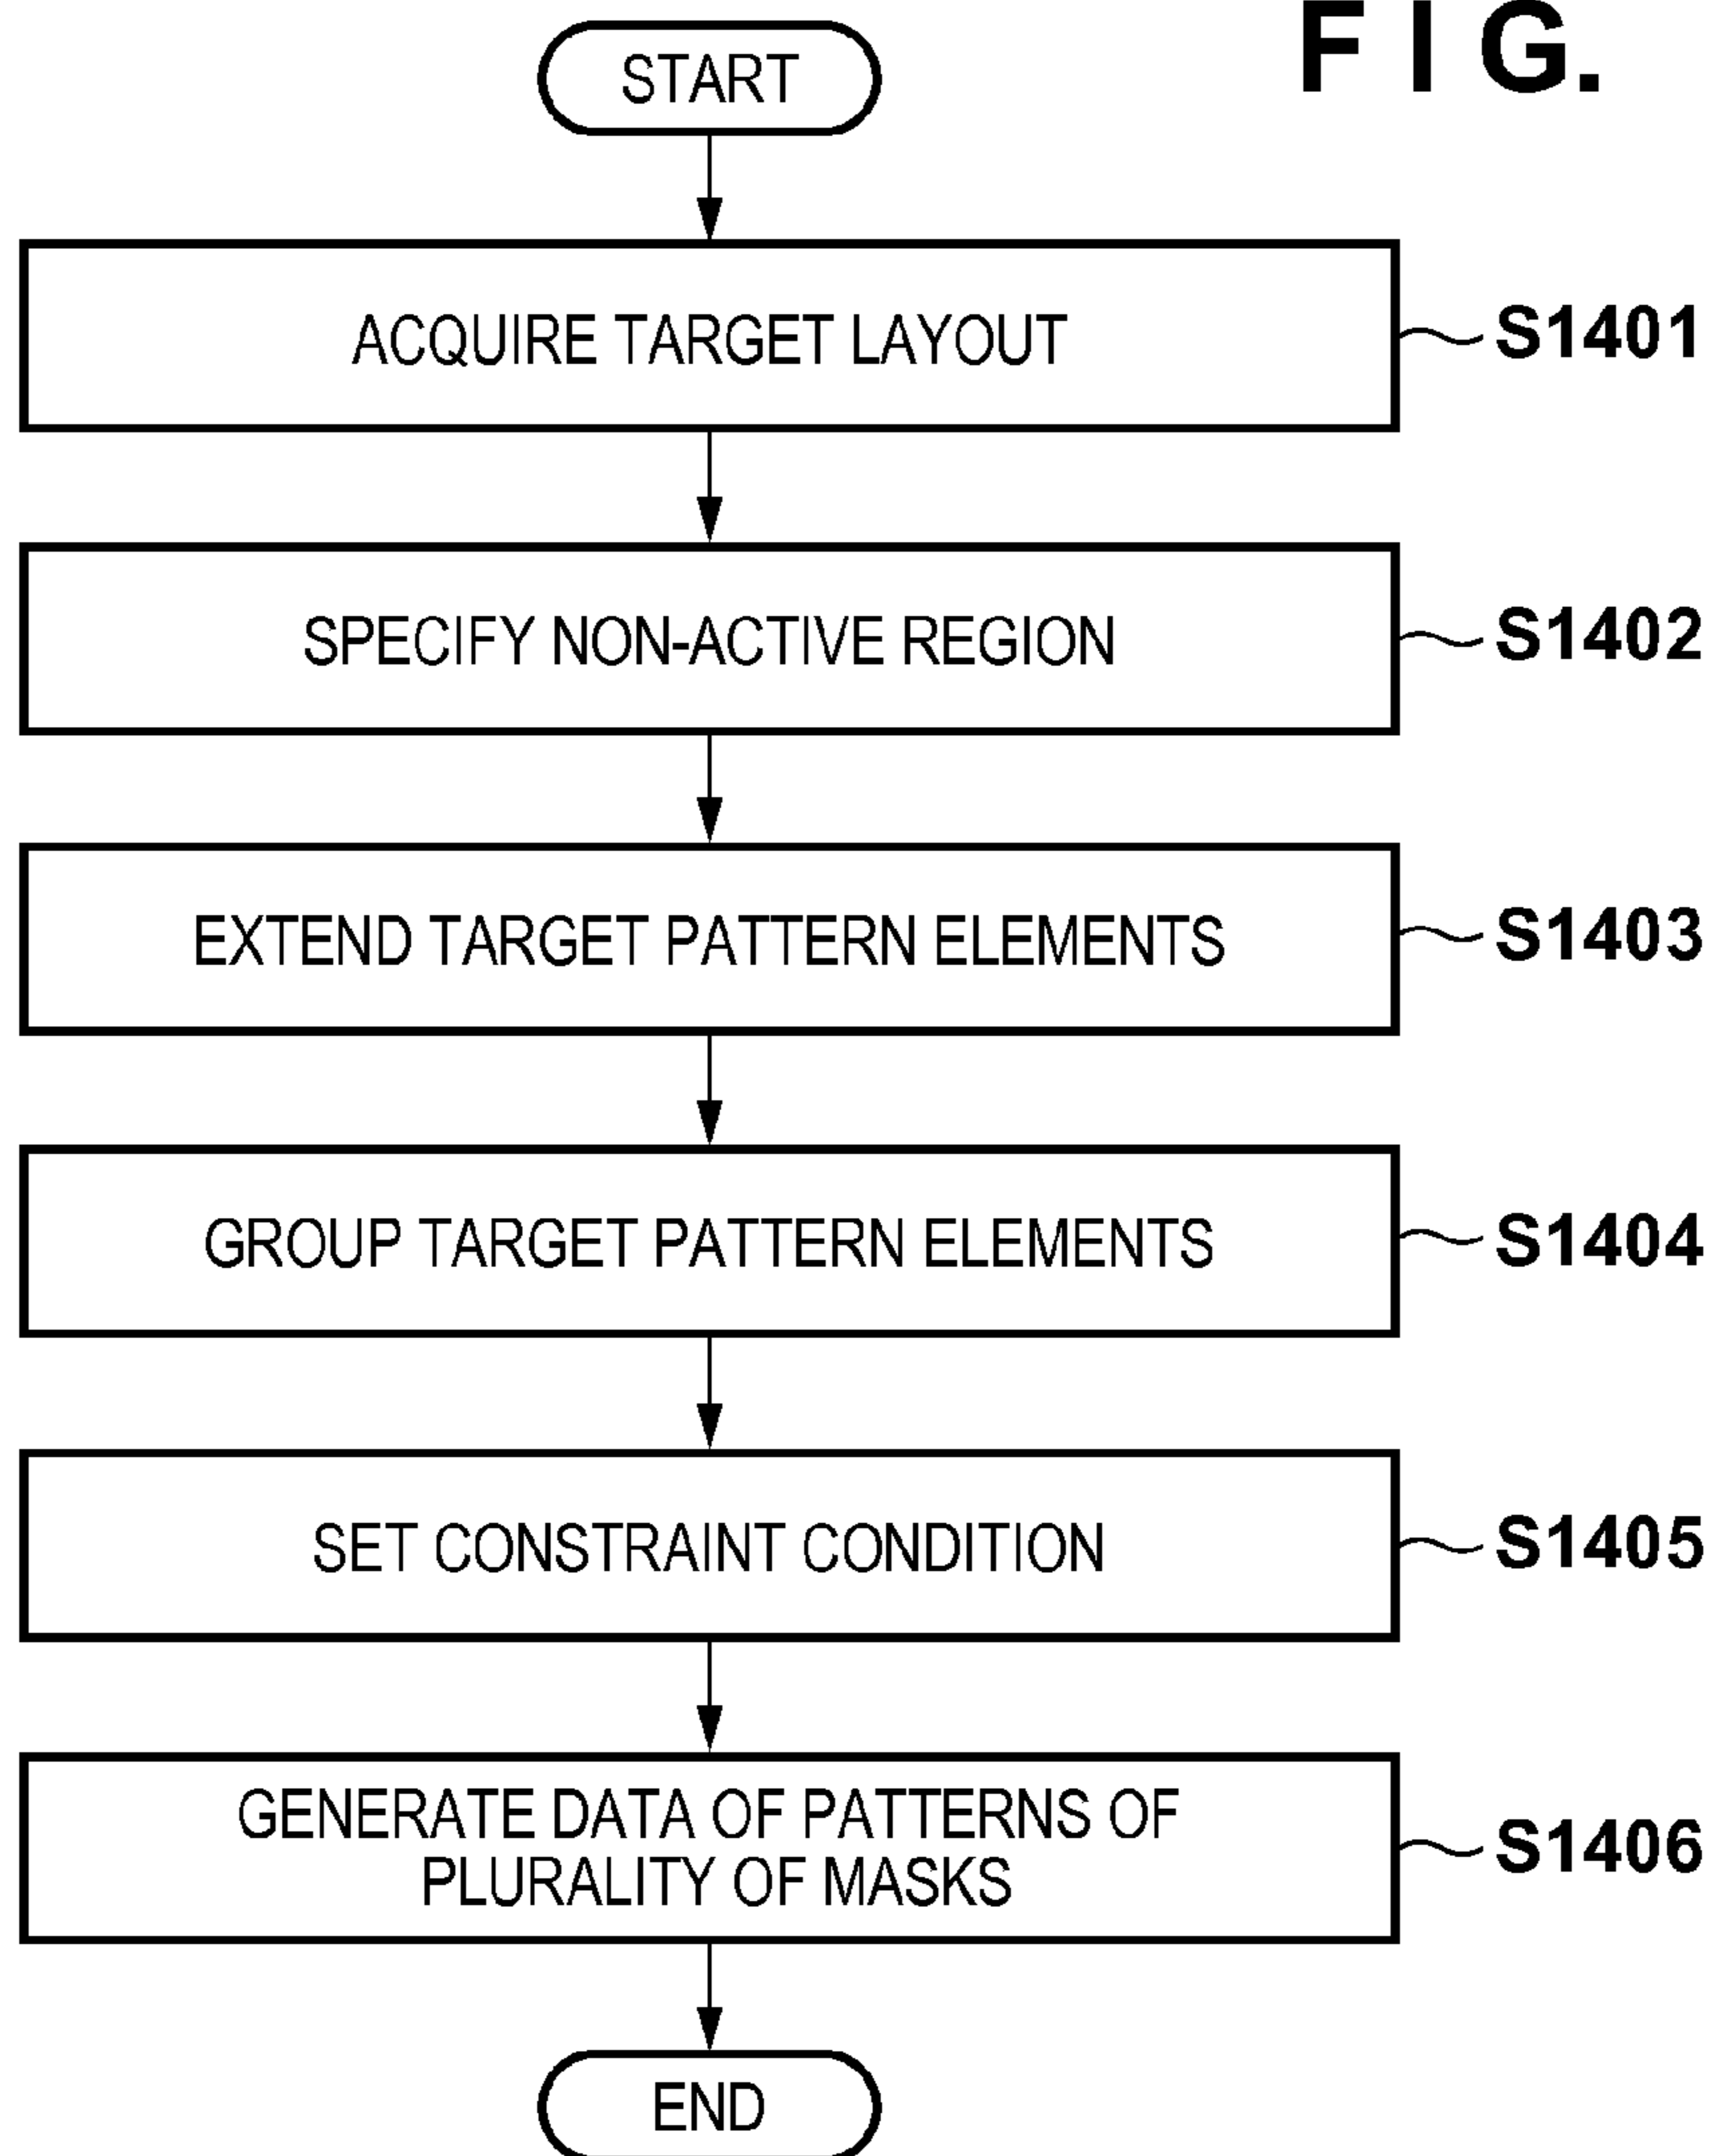 FIG.
START
ACQUIRE TARGET LAYOUT
S1401
SPECIFY NON-ACTIVE REGION
S1402
EXTEND TARGET PATTERN ELEMENTS
S1403
GROUP TARGET PATTERN ELEMENTS
S1404
SET CONSTRAINT CONDITION
S1405
GENERATE DATA OF PATTERNS OF
PLURALITY OF MASKS
S1406
END